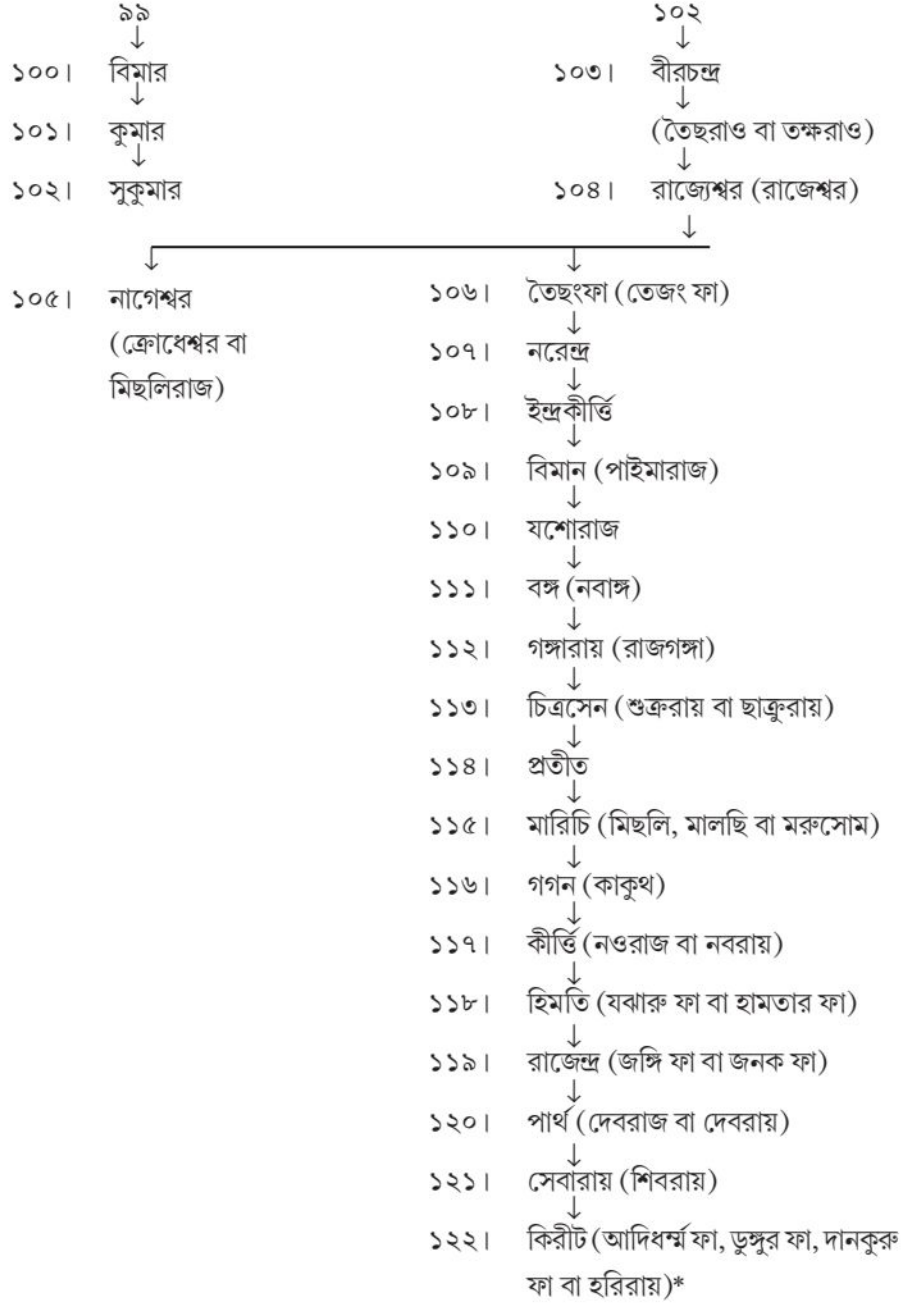 ৯৯
১০০। বিমার
১০১। কুমার
১০২। সুকুমার
১০২
১০৩। বীরচন্দ্র
(তৈছরাও বা তক্ষরাও)
১০৪। রাজ্যেশ্বর (রাজেশ্বর)
১০৫। নাগেশ্বর
(ক্রোধেশ্বর বা
মিছলিরাজ)
১০৬। তৈছংফা (তেজং ফা)
১০৭। নরেন্দ্র
১০৮। ইন্দ্রকীর্ত্তি
১০৯। বিমান (পাইমারাজ)
১১০। যশোরাজ
১১১। বঙ্গ (নবাঙ্গ)
১১২। গঙ্গারায় (রাজগঙ্গা)
১১৩। চিত্রসেন (শুক্ররায় বা ছাক্রুরায়)
১১৪। প্রতীত
১১৫। মারিচি (মিছলি, মালছি বা মরুসোম)
১১৬। গগন (কাকুথ)
১১৭। কীর্ত্তি (নওরাজ বা নবরায়)
১১৮। হিমতি (যঝারু ফা বা হামতার ফা)
১১৯। রাজেন্দ্র (জঙ্গি ফা বা জনক ফা)
১২০। পার্থ (দেবরাজ বা দেবরায়)
১২১। সেবারায় (শিবরায়)
১২২। কিরীট (আদিধর্ম্ম ফা, ডুঙ্গুর ফা, দানকুরু
ফা বা হরিরায়)*